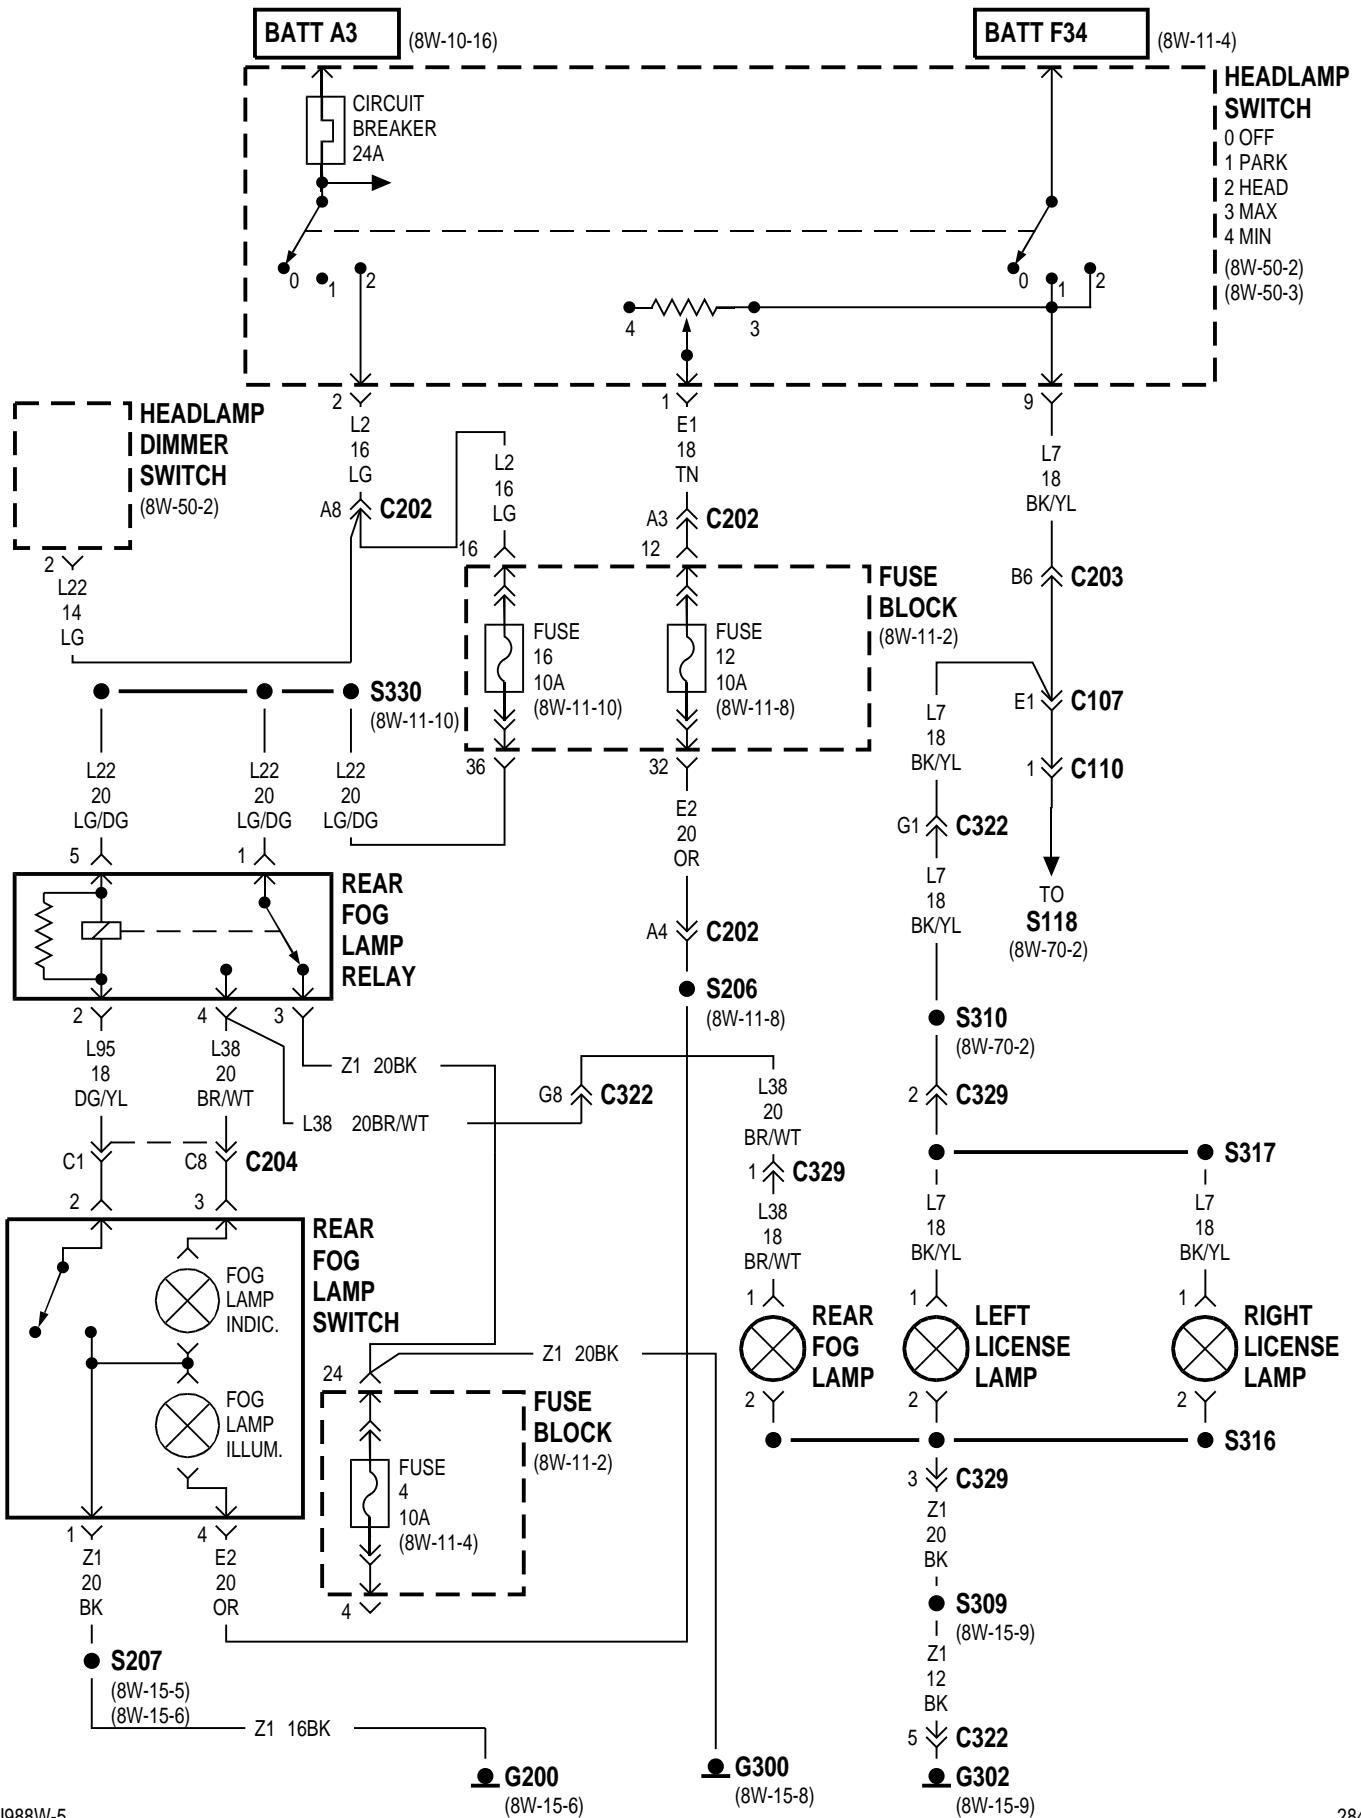 BATT A3
(8W-10-16)
BATT F34
(8W-11-4)
CIRCUIT
BREAKER
24A
HEADLAMP
SWITCH
0 OFF
1 PARK
2 HEAD
3 MAX
4 MIN
(8W-50-2)
(8W-50-3)
0
1
2
4
3
0
1
2
2
L2
16
LG
A8
C202
1
E1
18
TN
A3
C202
9
L7
18
BK/YL
B6
C203
HEADLAMP
DIMMER
SWITCH
(8W-50-2)
2
L22
14
LG
L2
16
LG
16
12
FUSE
BLOCK
(8W-11-2)
FUSE
16
10A
(8W-11-10)
FUSE
12
10A
(8W-11-8)
36
32
E1
C107
1
C110
TO
S118
(8W-70-2)
S330
(8W-11-10)
L22
20
LG/DG
L22
20
LG/DG
L22
20
LG/DG
5
1
REAR
FOG
LAMP
RELAY
2
4
3
E2
20
OR
A4
C202
S206
(8W-11-8)
L7
18
BK/YL
G1
C322
L7
18
BK/YL
S310
(8W-70-2)
2
C329
S317
L95
18
DG/YL
L38
20
BR/WT
Z1 20BK
L38 20BR/WT
G8
C322
L38
20
BR/WT
1
C329
L38
18
BR/WT
C1
C8
C204
2
3
REAR
FOG
LAMP
SWITCH
FOG
LAMP
INDIC.
FOG
LAMP
ILLUM.
L7
18
BK/YL
L7
18
BK/YL
1
REAR
FOG
LAMP
2
1
LEFT
LICENSE
LAMP
2
1
RIGHT
LICENSE
LAMP
2
S316
24
Z1 20BK
FUSE
BLOCK
(8W-11-2)
FUSE
4
10A
(8W-11-4)
4
1
Z1
20
BK
4
E2
20
OR
S207
(8W-15-5)
(8W-15-6)
Z1 16BK
3
C329
Z1
20
BK
S309
(8W-15-9)
Z1
12
BK
5
C322
G200
(8W-15-6)
G300
(8W-15-8)
G302
(8W-15-9)